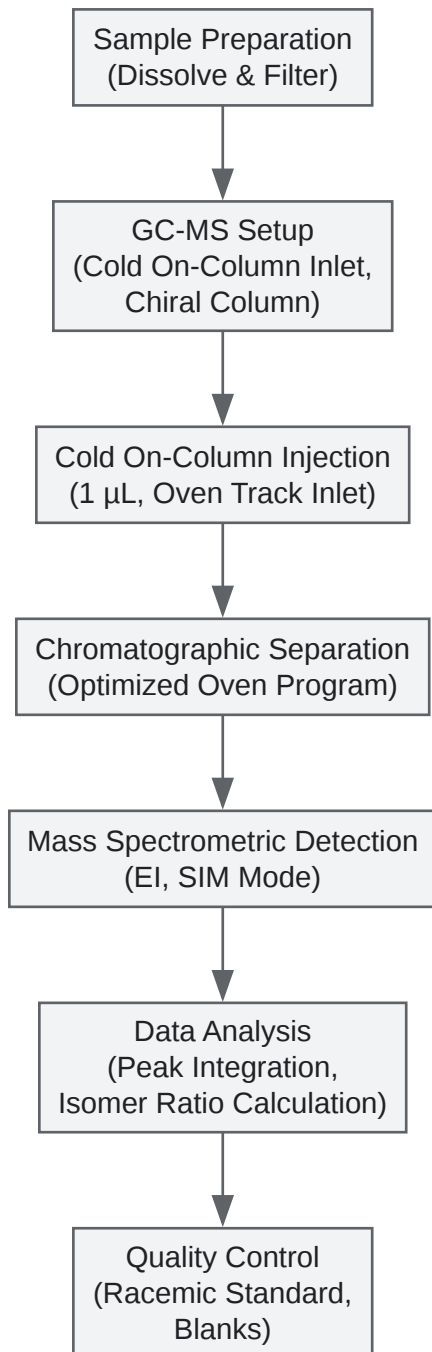 Sample Preparation
(Dissolve & Filter)
GC-MS Setup
(Cold On-Column Inlet,
Chiral Column)
Cold On-Column Injection
(1 µL, Oven Track Inlet)
Chromatographic Separation
(Optimized Oven Program)
Mass Spectrometric Detection
(EI, SIM Mode)
Data Analysis
(Peak Integration,
Isomer Ratio Calculation)
Quality Control
(Racemic Standard,
Blanks)